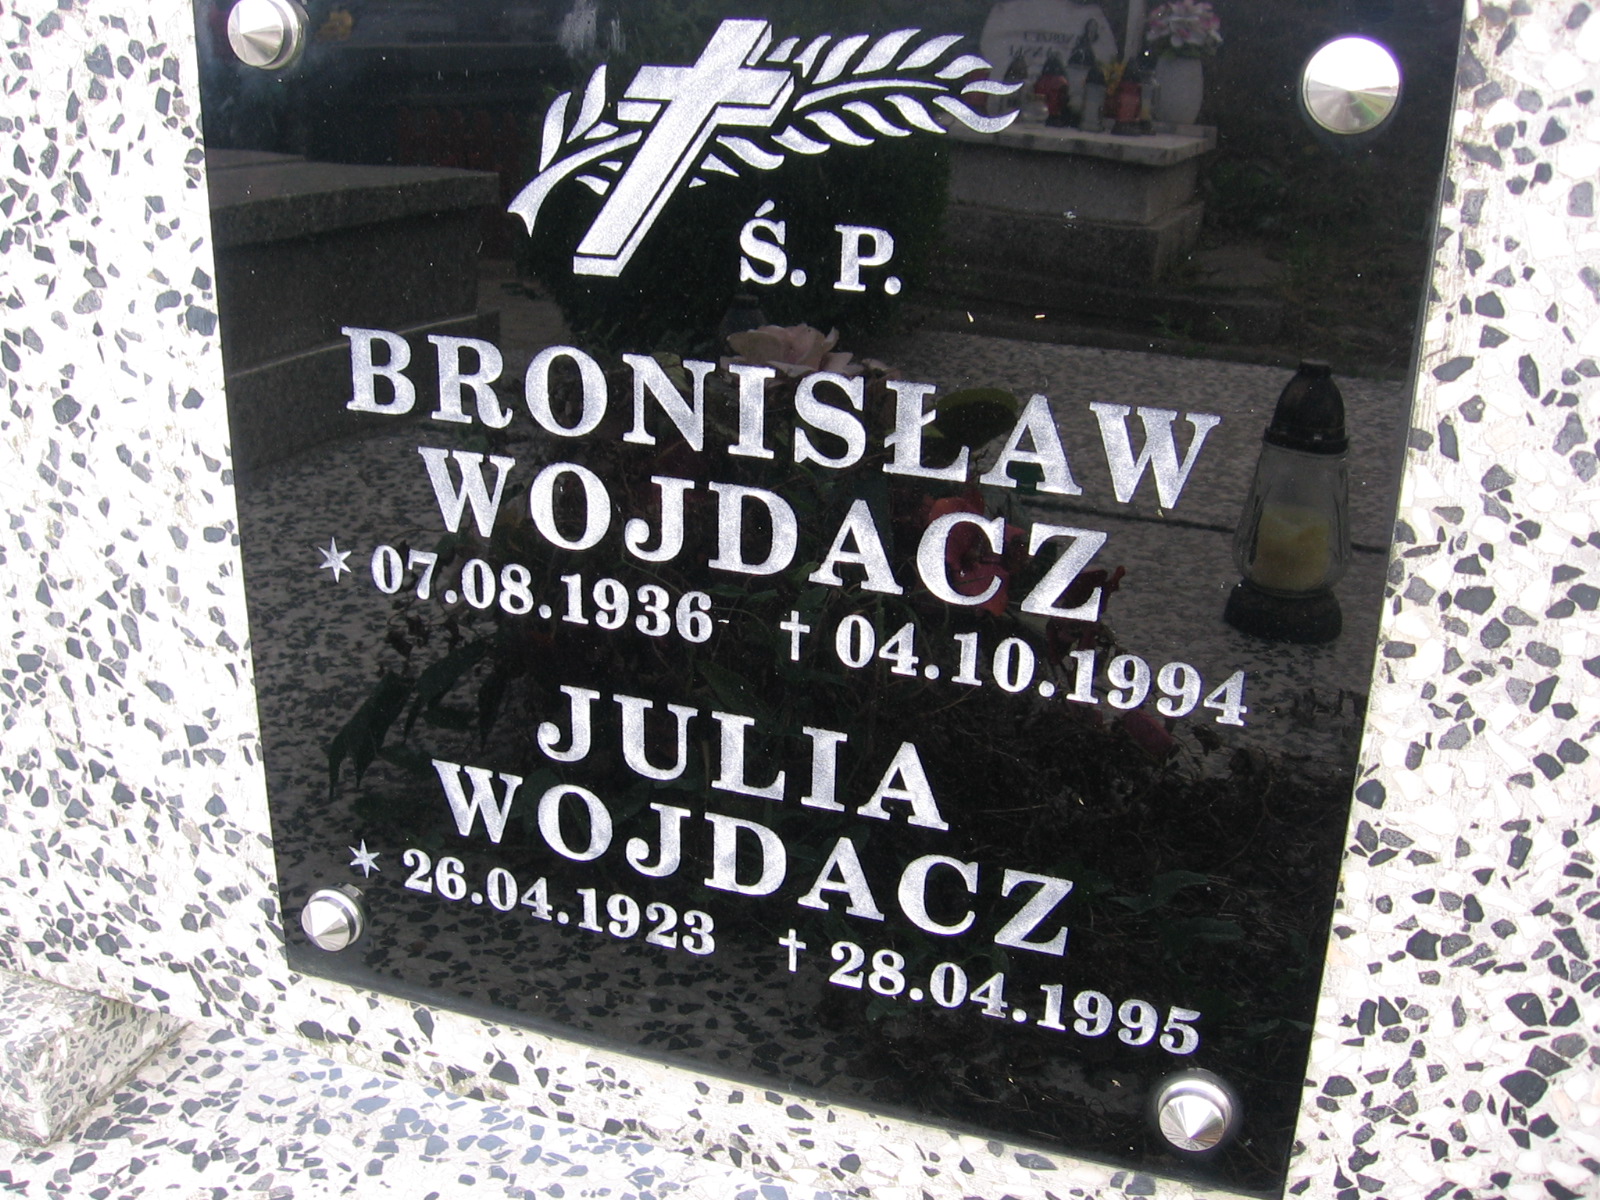 Ś. P.
BRONISŁAW
WOJDACZ
* 07.08.1936 † 04.10.1994
JULIA
WOJDACZ
* 26.04.1923 † 28.04.1995